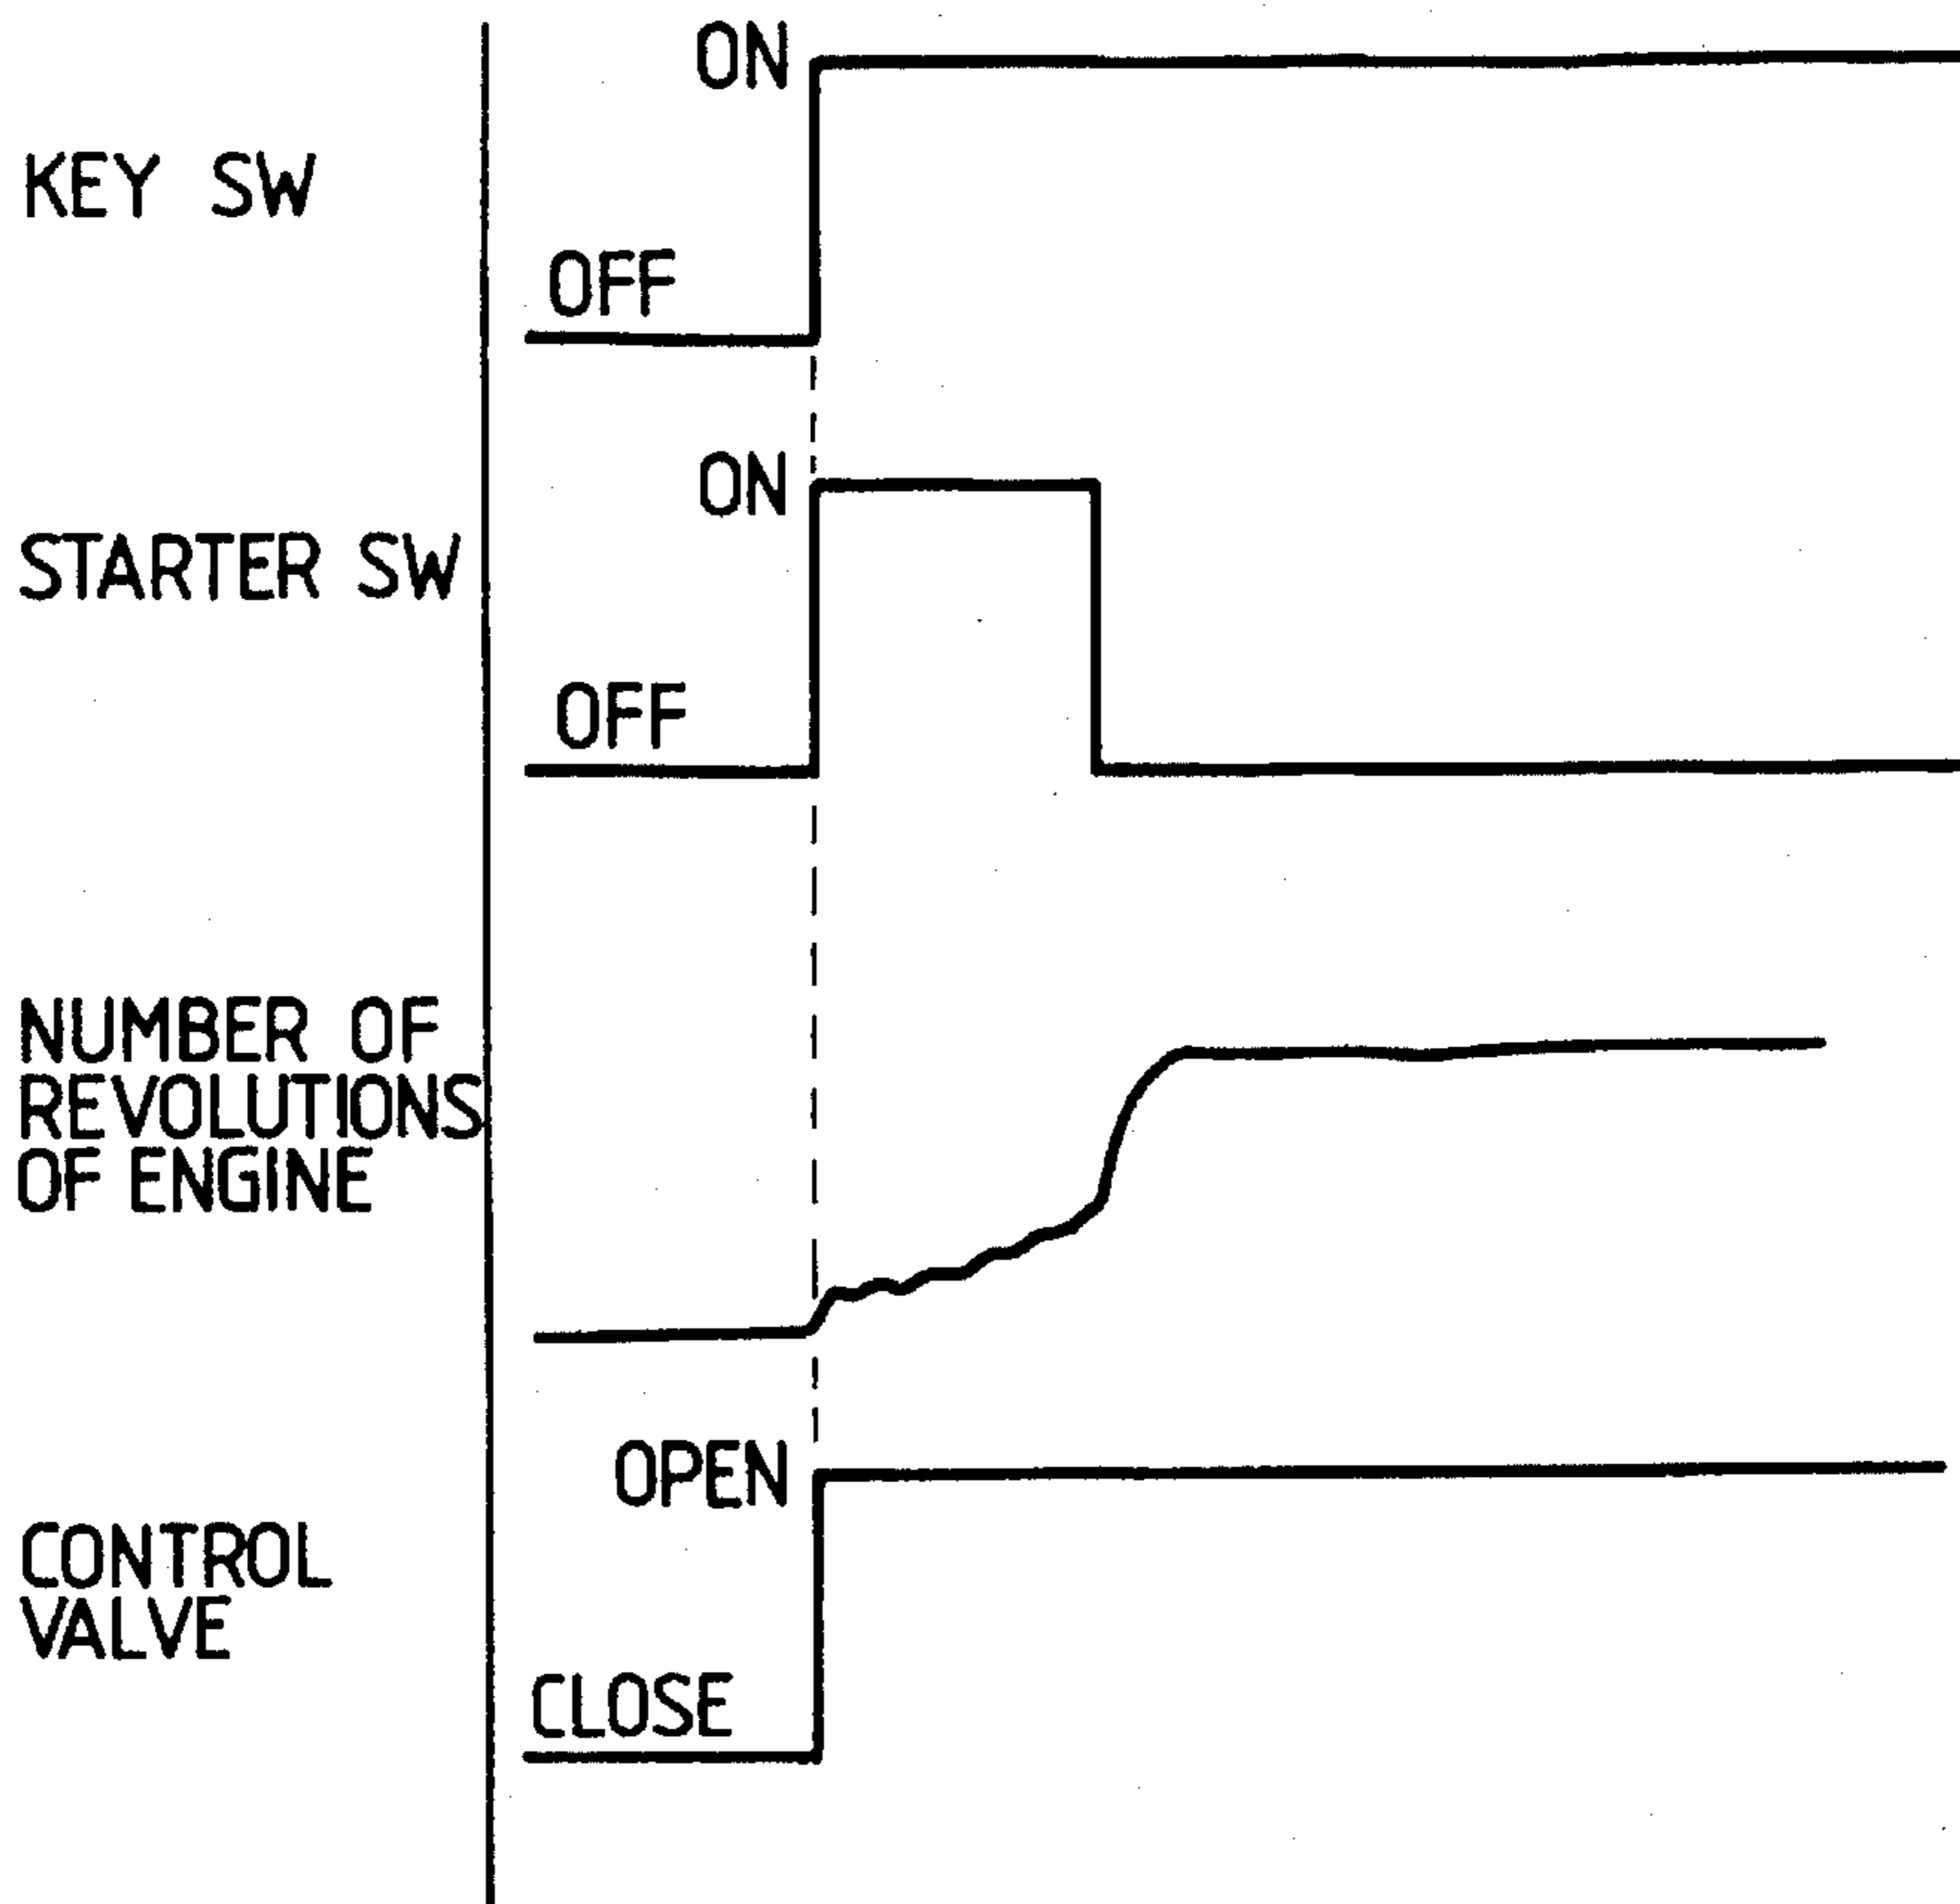 ON
KEY SW
OFF
ON
STARTER SW
OFF
NUMBER OF
REVOLUTIONS
OF ENGINE
OPEN
CONTROL
VALVE
CLOSE